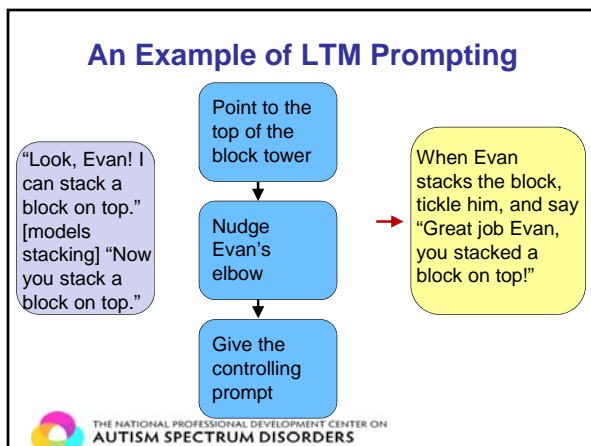 An Example of LTM Prompting
“Look, Evan! I
can stack a
block on top.”
[models
stacking] “Now
you stack a
block on top.”
Point to the
top of the
block tower
Nudge
Evan’s
elbow
Give the
controlling
prompt
When Evan
stacks the block,
tickle him, and say
“Great job Evan,
you stacked a
block on top!”
THE NATIONAL PROFESSIONAL DEVELOPMENT CENTER ON
AUTISM SPECTRUM DISORDERS